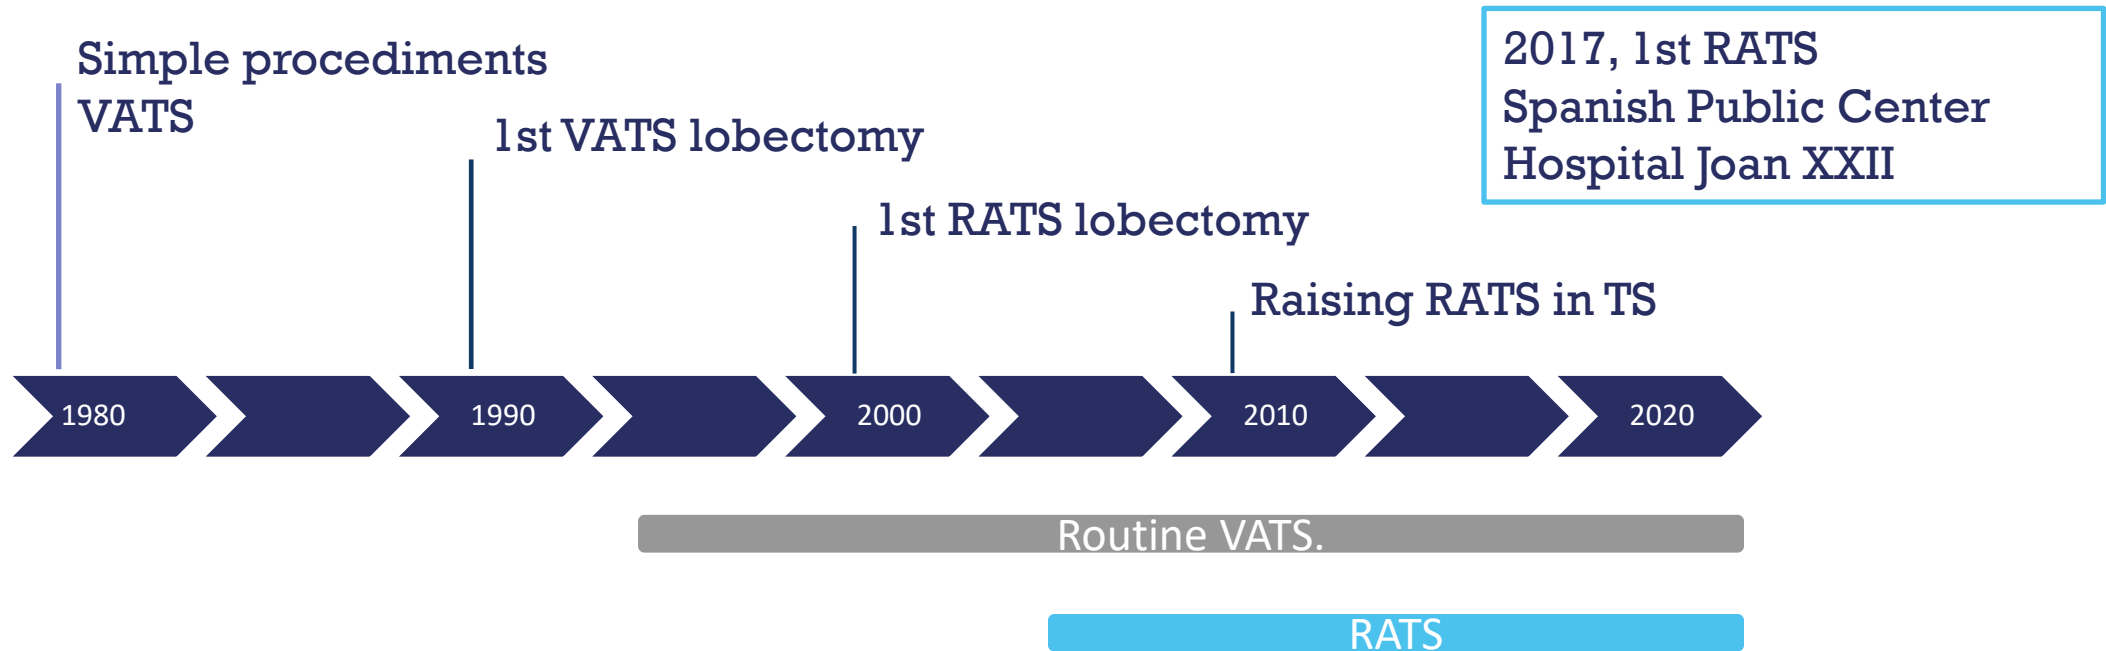 Simple procediments
VATS
1st VATS lobectomy
1st RATS lobectomy
Raising RATS in TS
2017, 1st RATS
Spanish Public Center
Hospital Joan XXII
1980
1990
2000
2010
2020
Routine VATS.
RATS